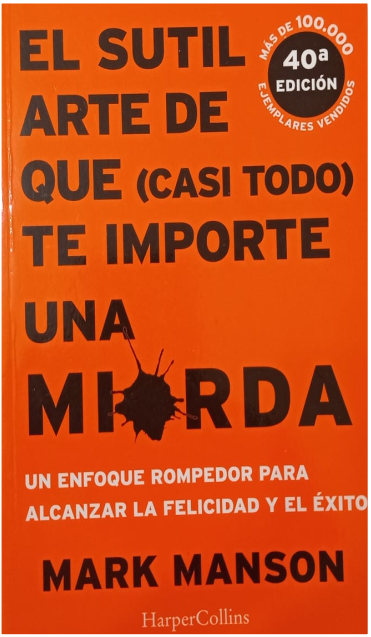 EL SUTIL
ARTE DE
QUE (CASI TODO)
TE IMPORTE
UNA
MI RDA
MÁS DE 100.000
40ª
EDICIÓN
EJEMPLARES VENDIDOS
UN ENFOQUE ROMPEDOR PARA
ALCANZAR LA FELICIDAD Y EL ÉXITO
MARK MANSON
HarperCollins